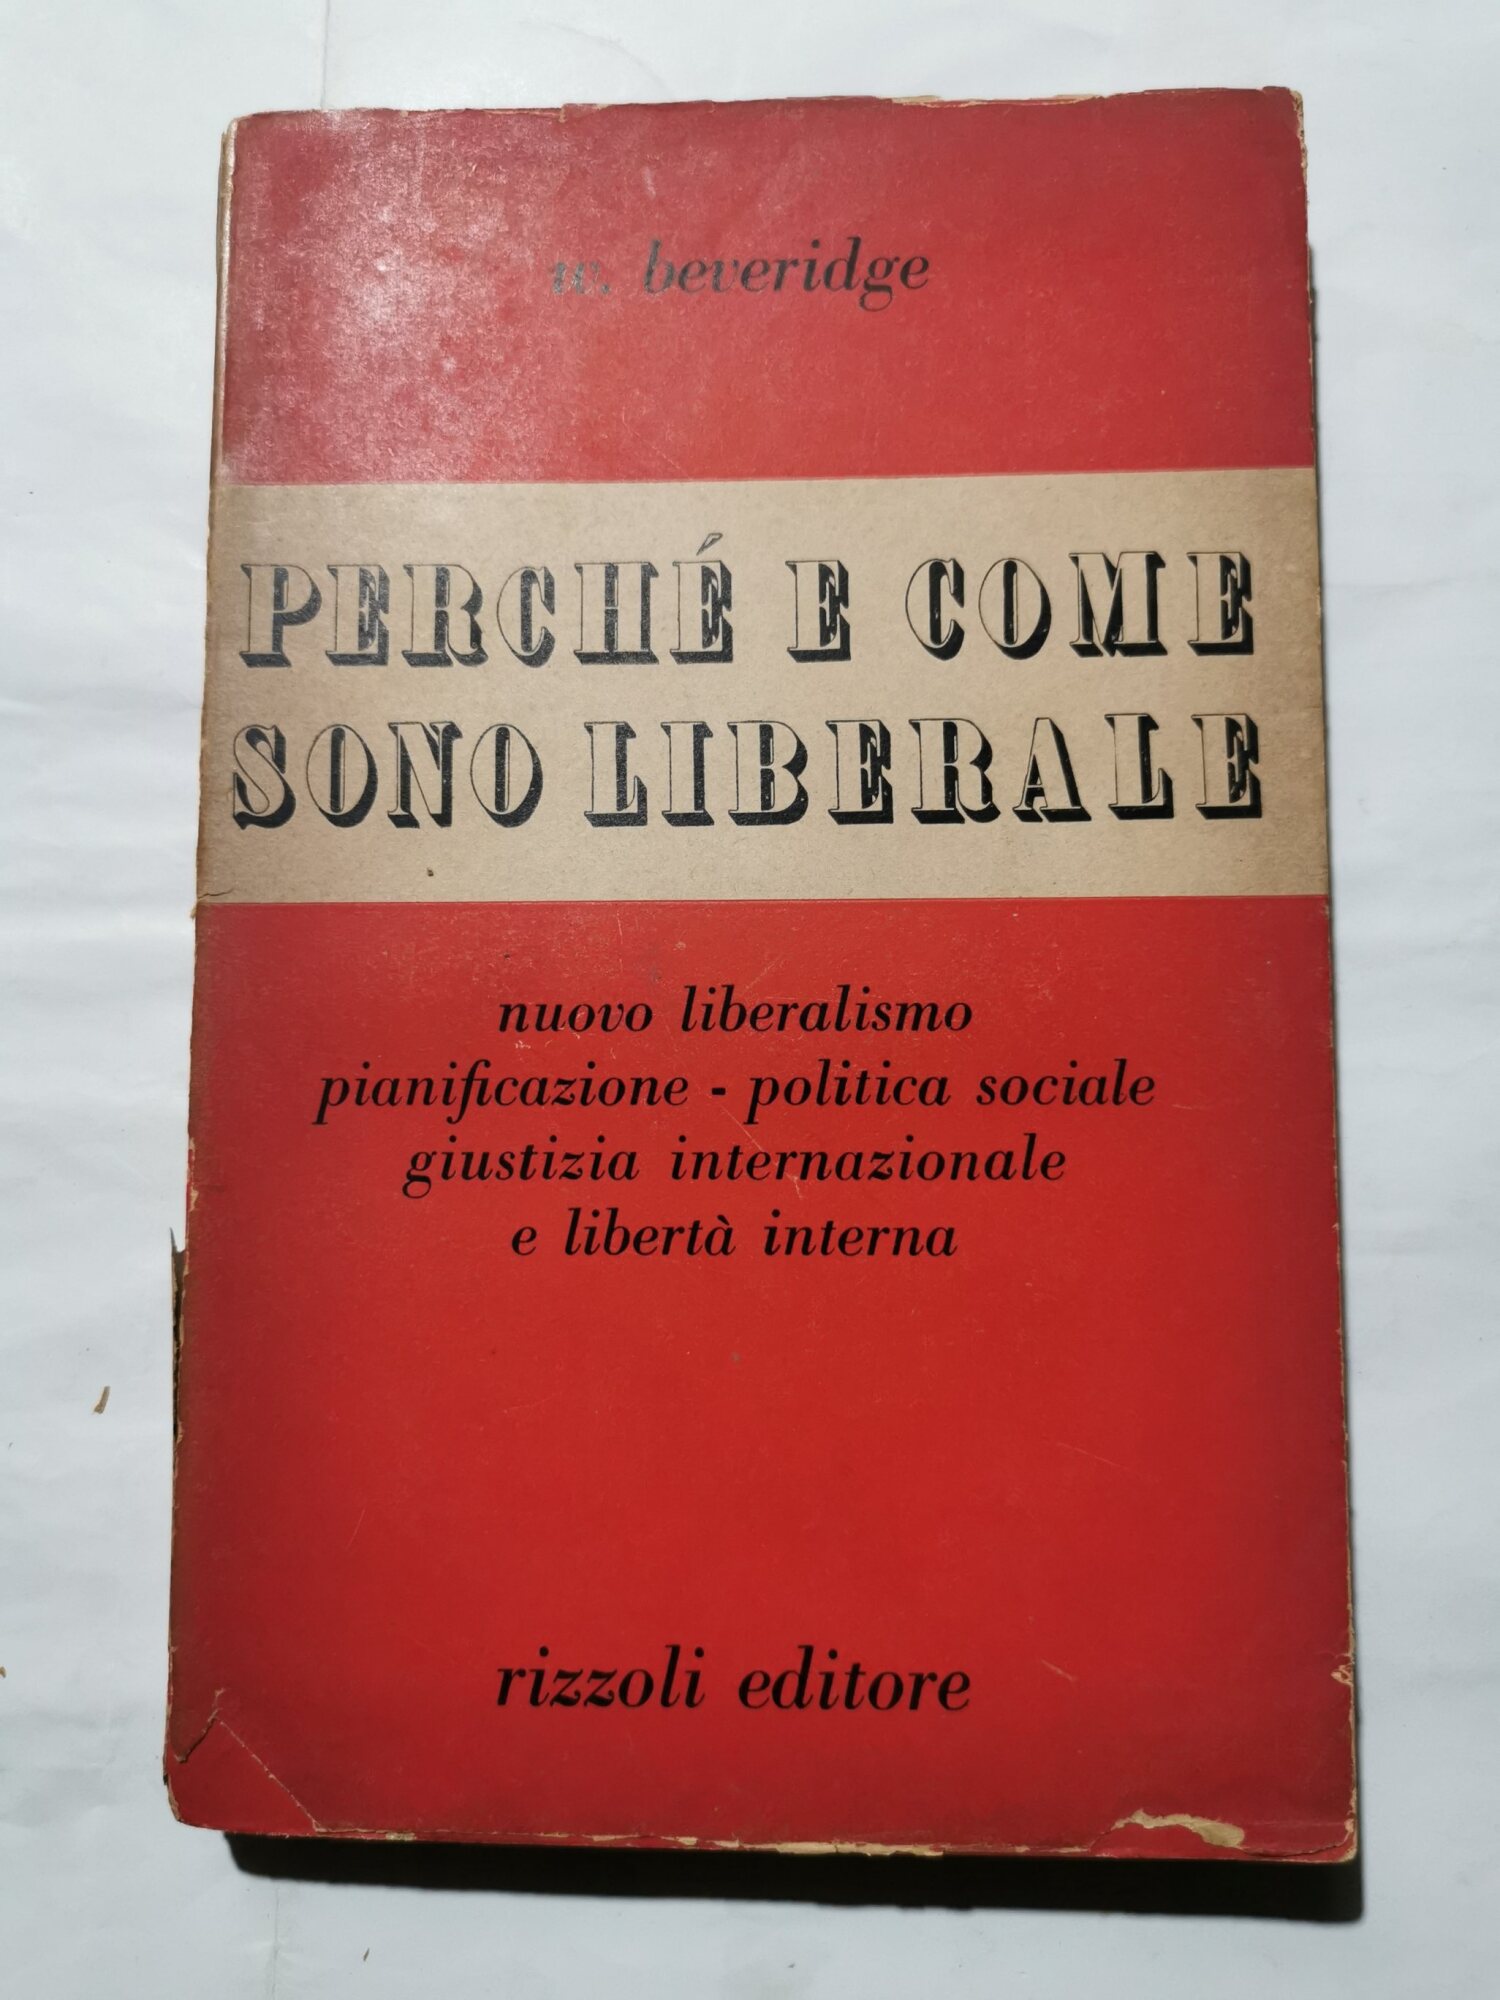 w. beveridge
PERCHÉ E COME
SONO LIBERALE
nuovo liberalismo
pianificazione - politica sociale
giustizia internazionale
e libertà interna
rizzoli editore